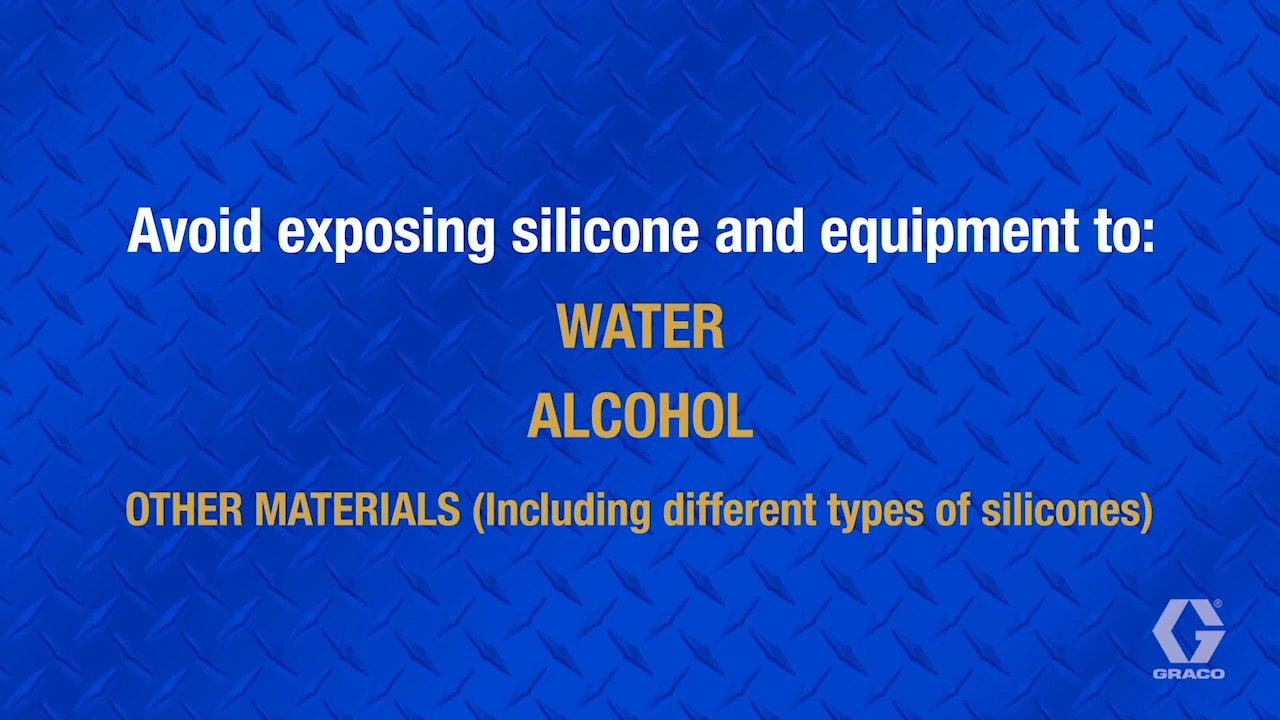 Avoid exposing silicone and equipment to:
WATER
ALCOHOL
OTHER MATERIALS (Including different types of silicones)
®
GRACO